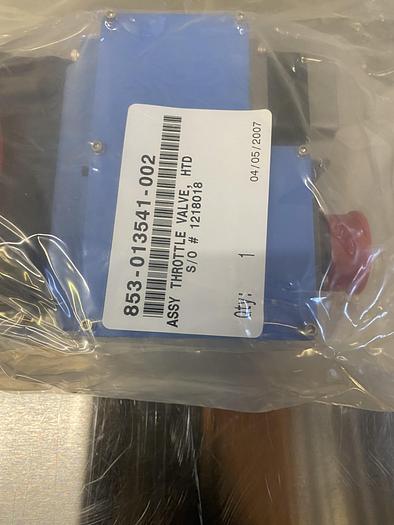 853-013541-002
ASSY THROTTLE VALVE, HTD
S/O # 1218018
Qty: 1
04/05/2007